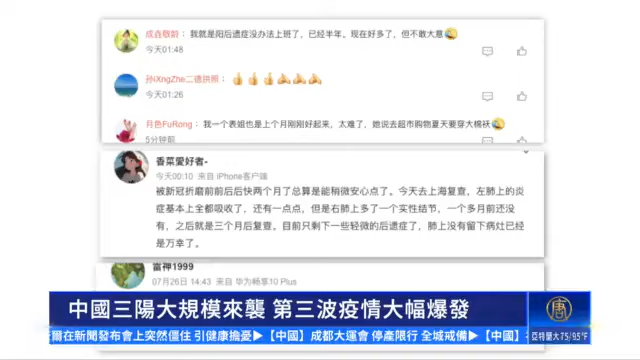 成垚敬龄：我就是阳后遗症没办法上班了，已经半年。现在好多了，但不敢大意
今天01:48
孙iXngZhe二德拱照：
今天01:26
月色FuRong：我一个表姐也是上个月刚刚好起来，太难了，她说去超市购物夏天要穿大棉袄
5分钟前
香菜愛好者-
今天00:10 来自 iPhone客户端
被新冠折磨前前后后快两个月了总算是能稍微安心点了。今天去上海复查，左肺上的炎
症基本上全都吸收了，还有一点点，但是右肺上多了一个实性结节，一个多月前还没
有，之后就是三个月后复查。目前只剩下一些轻微的后遗症了，肺上没有留下病灶已经
是万幸了。
雷神1999
07月26日 14:43 来自 华为畅享10 Plus
中國三陽大規模來襲 第三波疫情大幅爆發
唐
爾在新聞發布會上突然僵住 引健康擔憂▶【中國】成都大運會 停產限行 全城戒備▶【中國】
亞特蘭大75/95°F